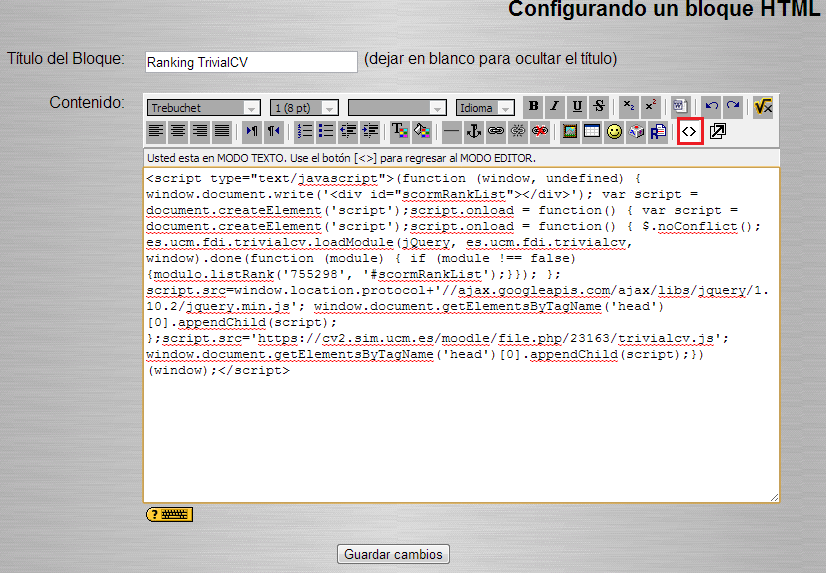 Configurando un bloque HTML
Título del Bloque: Ranking TrivialCV (dejar en blanco para ocultar el título)
Contenido: Trebuchet 1 (8 pt) Idioma B I U S x₂ x²
Usted esta en MODO TEXTO. Use el botón [<>] para regresar al MODO EDITOR.
<script type="text/javascript">(function (window, undefined) {
window.document.write('<div id="scormRankList"></div>'); var script =
document.createElement('script');script.onload = function() { var script =
document.createElement('script');script.onload = function() { $.noConflict();
es.ucm.fdi.trivialcv.loadModule(jQuery, es.ucm.fdi.trivialcv,
window).done(function (module) { if (module !== false)
{modulo.listRank('755298', '#scormRankList');}}); };
script.src=window.location.protocol+'//ajax.googleapis.com/ajax/libs/jquery/1.
10.2/jquery.min.js'; window.document.getElementsByTagName('head')
[0].appendChild(script);
};script.src='https://cv2.sim.ucm.es/moodle/file.php/23163/trivialcv.js';
window.document.getElementsByTagName('head')[0].appendChild(script);})
(window);</script>
?
Guardar cambios